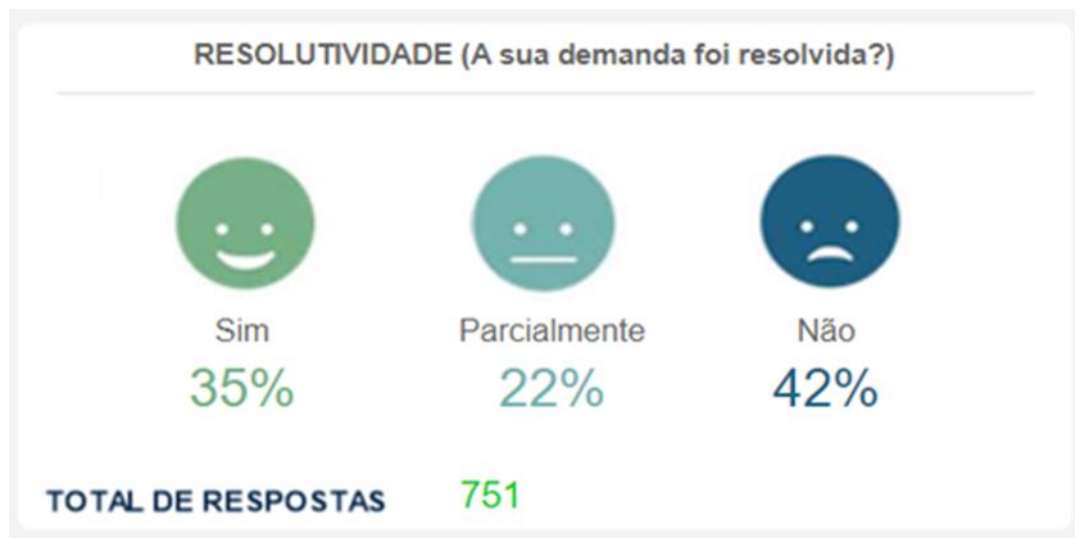 RESOLUTIVIDADE (A sua demanda foi resolvida?)
Sim Parcialmente Não
35% 22% 42%
TOTAL DE RESPOSTAS 751